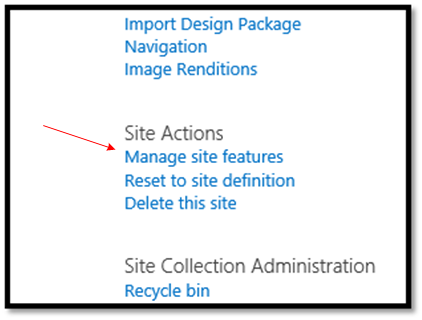 Import Design Package
Navigation
Image Renditions
Site Actions
Manage site features
Reset to site definition
Delete this site
Site Collection Administration
Recycle bin